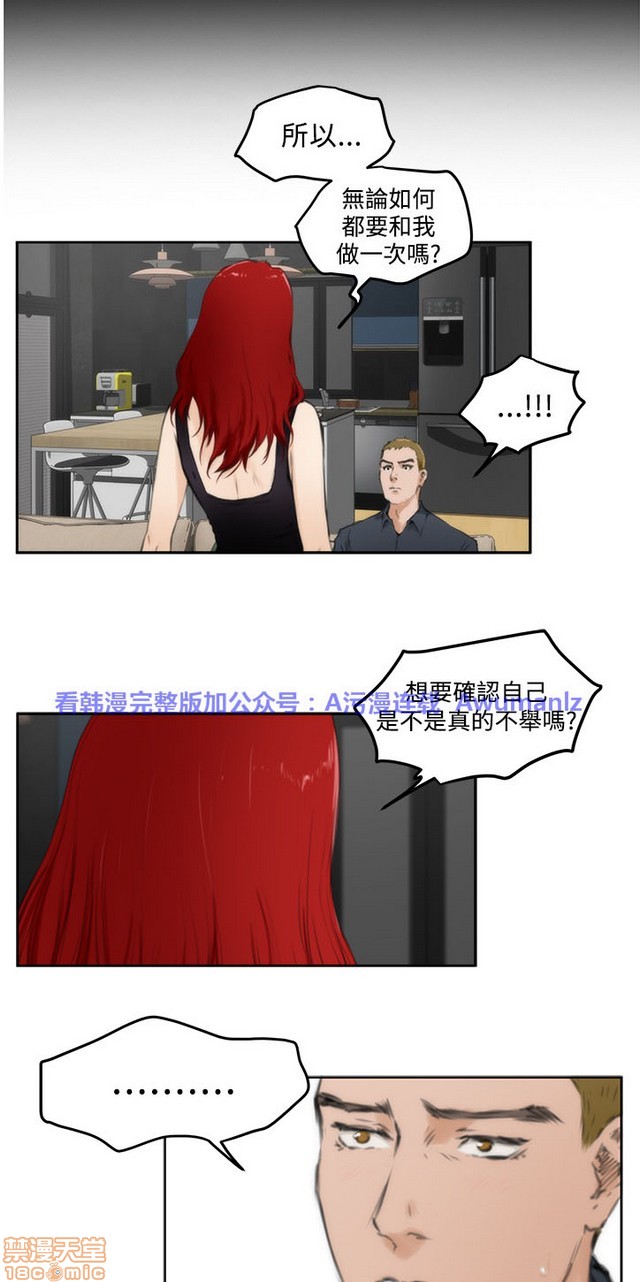 所以...
無論如何
都要和我
做一次嗎?
...!!!
想要確認自己
是不是真的不舉嗎?
看韩漫完整版加公众号：A污漫连载 Awumanlz
..........
禁漫天堂
18comic